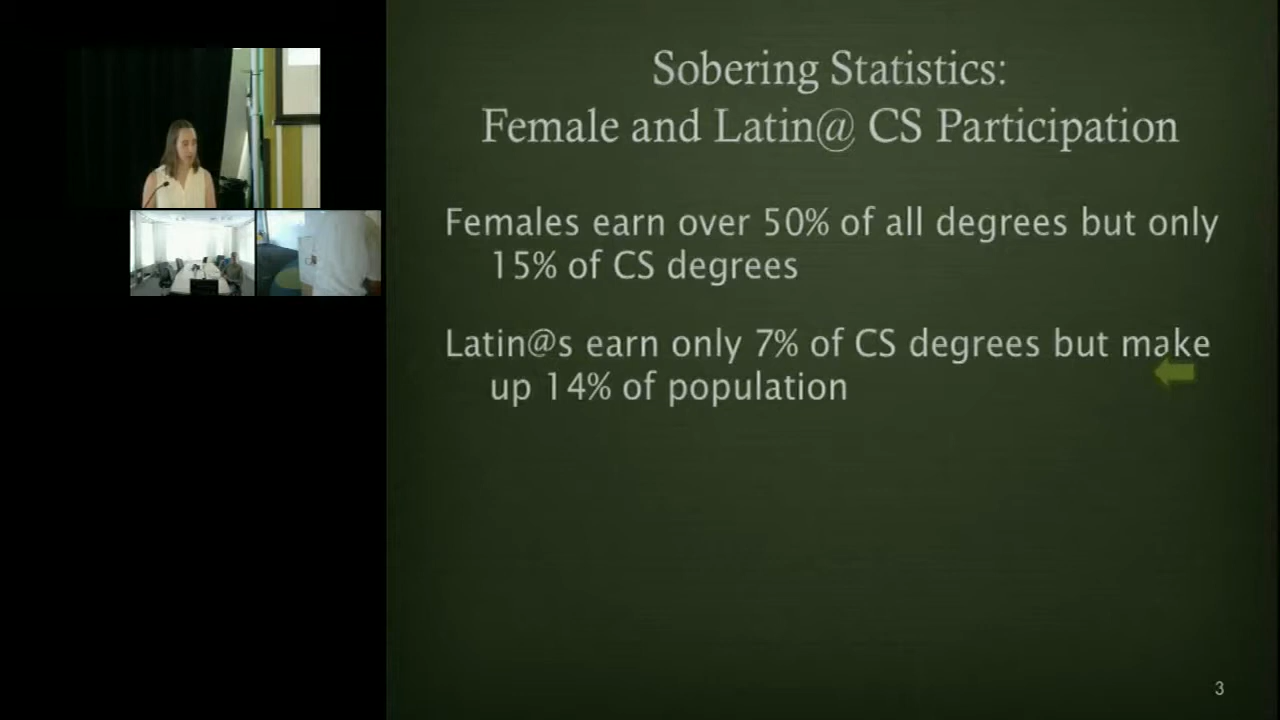 Sobering Statistics:
Female and Latin@ CS Participation
Females earn over 50% of all degrees but only
15% of CS degrees
Latin@s earn only 7% of CS degrees but make
up 14% of population
3